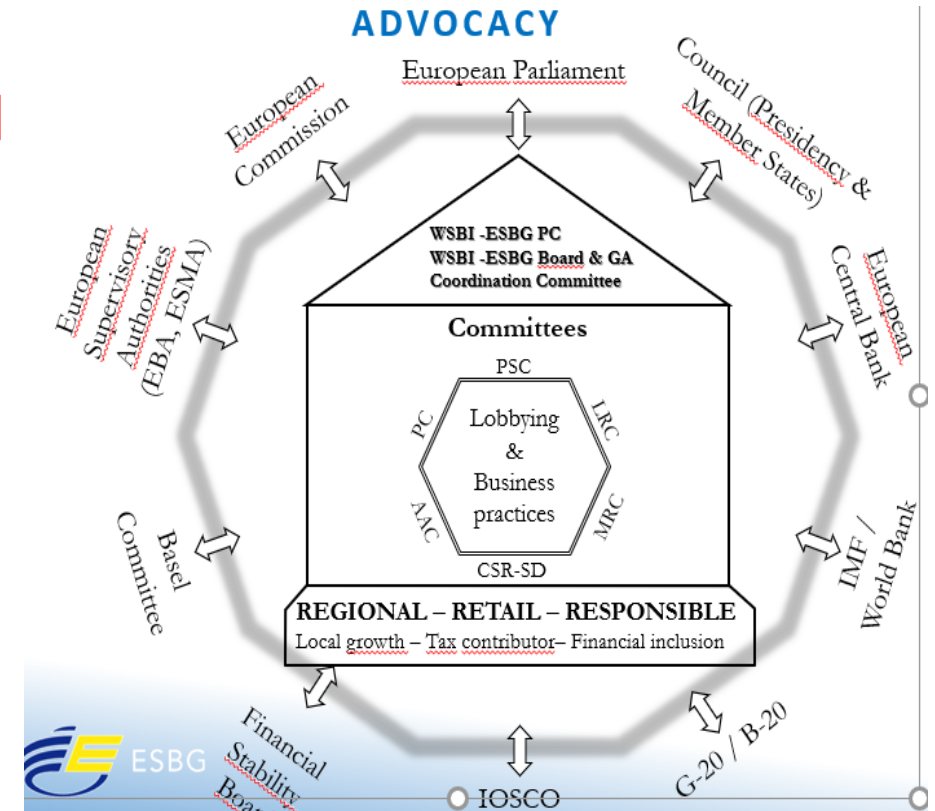 ADVOCACY
European Parliament
European
Commission
Council (Presidency &
Member States)
European
Supervisory
Authorities
(EBA, ESMA)
European
Central Bank
WSBI -ESBG PC
WSBI -ESBG Board & GA
Coordination Committee
Committees
PSC
PC
LRC
Lobbying
&
Business
practices
AAC
MRC
CSR-SD
Basel
Committee
IMF /
World Bank
REGIONAL – RETAIL – RESPONSIBLE
Local growth – Tax contributor– Financial inclusion
Financial
Stability
G-20 / B-20
IOSCO
ESBG